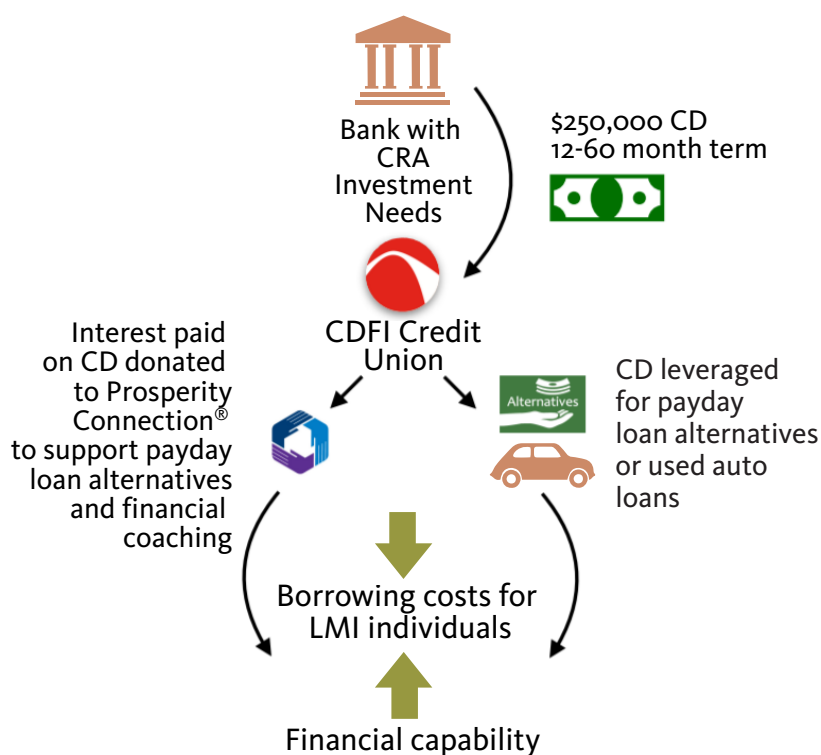 Bank with
CRA
Investment
Needs
$250,000 CD
12-60 month term
CDFI Credit
Union
Interest paid
on CD donated
to Prosperity
Connection®
to support payday
loan alternatives
and financial
coaching
Alternatives
CD leveraged
for payday
loan alternatives
or used auto
loans
Borrowing costs for
LMI individuals
Financial capability